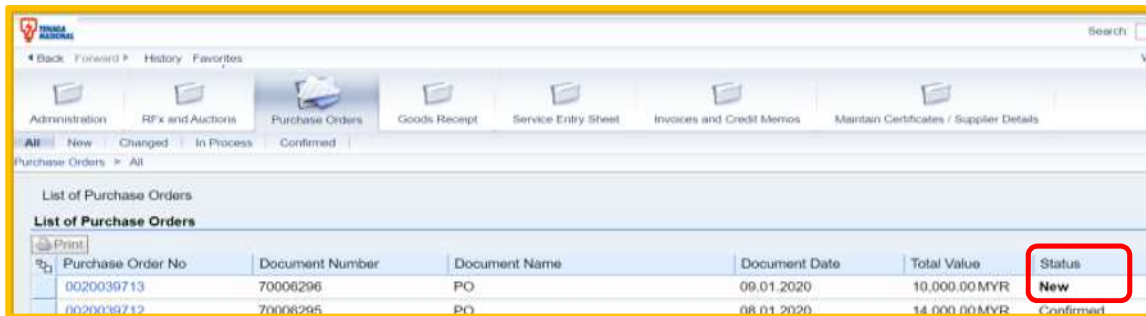 TENAGA NASIONAL
Search:
Back Forward History Favorites
Administration RFx and Auctions Purchase Orders Goods Receipt Service Entry Sheet Invoices and Credit Memos Maintain Certificates / Supplier Details
All New Changed In Process Confirmed
Purchase Orders > All
List of Purchase Orders
List of Purchase Orders
Print
Purchase Order No Document Number Document Name Document Date Total Value Status
0020039713 70006296 PO 09.01.2020 10,000.00 MYR New
0020039712 70006295 PO 08.01.2020 14,000.00 MYR Confirmed